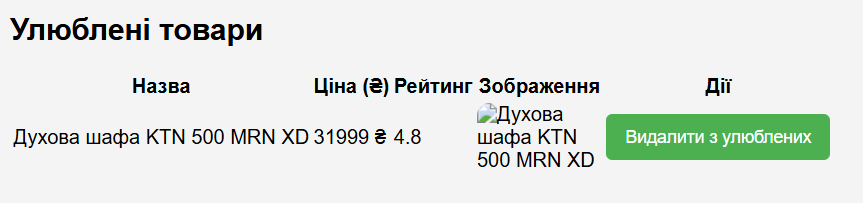 Улюблені товари
Назва Ціна (₴) Рейтинг Зображення Дії
Духова шафа KTN 500 MRN XD 31999 ₴ 4.8 Духова шафа KTN 500 MRN XD Видалити з улюблених